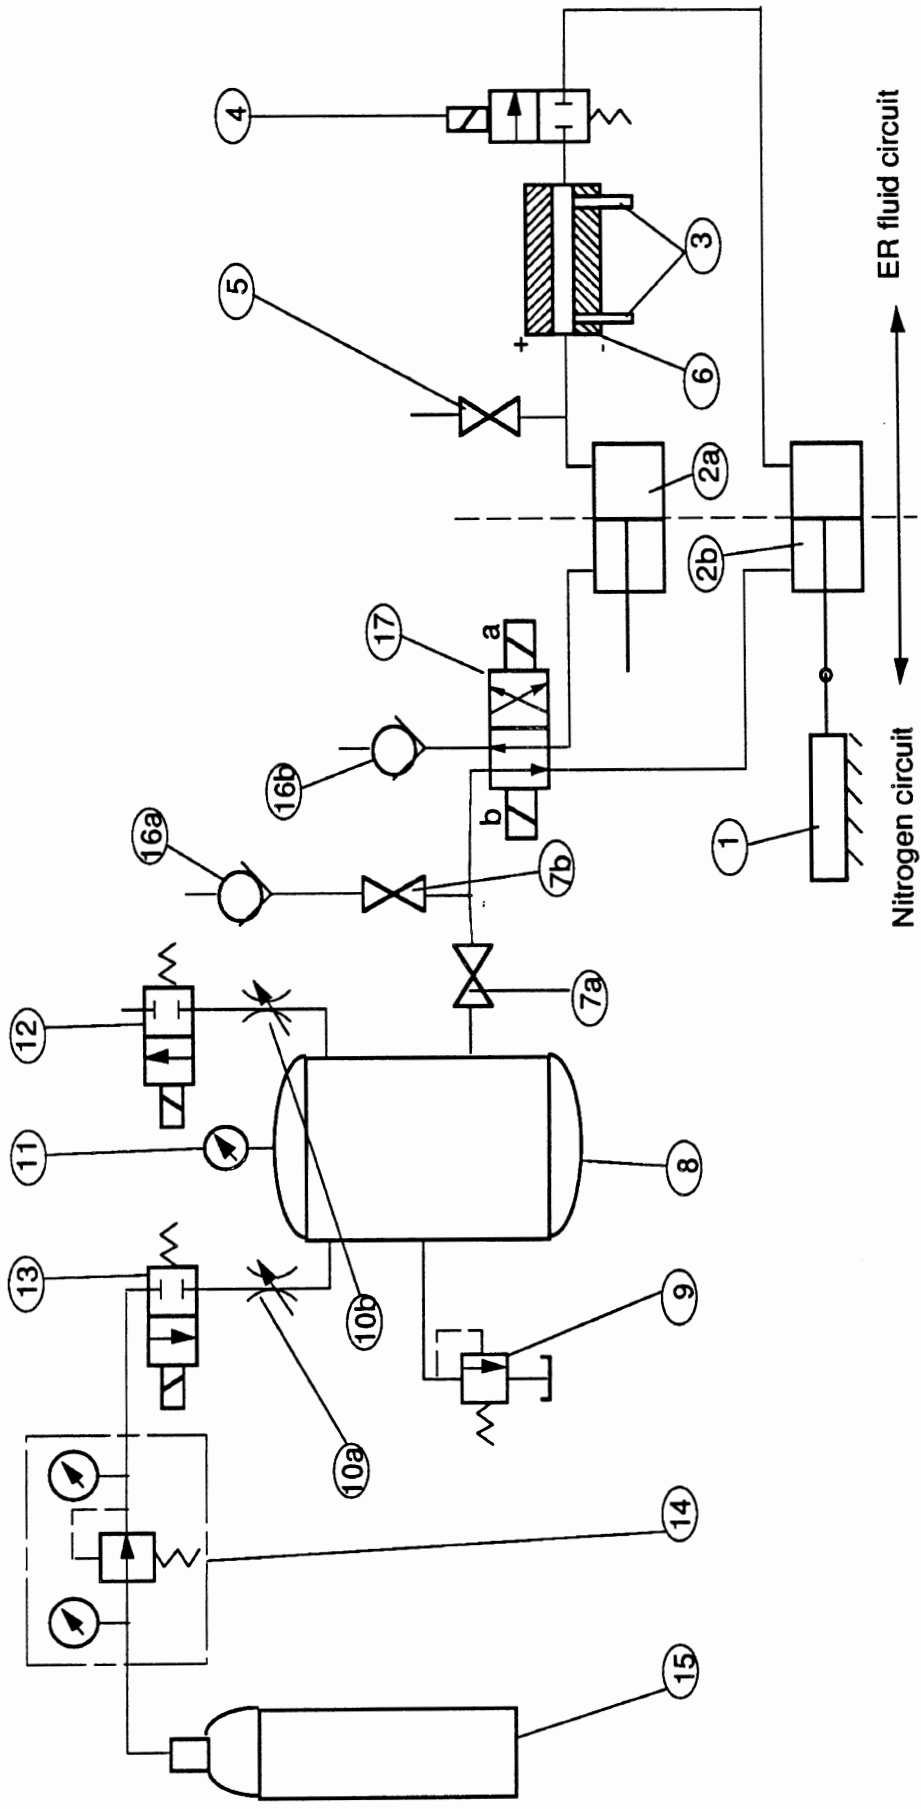 4
5
3
+
-
6
2a
2b
17
a
b
16b
16a
7b
7a
1
12
11
13
10b
10a
8
9
14
15
Nitrogen circuit
ER fluid circuit